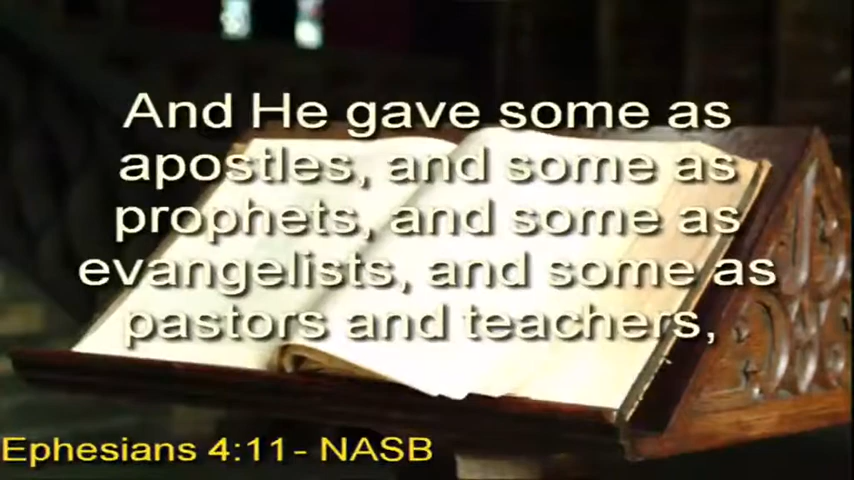 And He gave some as
apostles, and some as
prophets, and some as
evangelists, and some as
pastors and teachers,
Ephesians 4:11- NASB